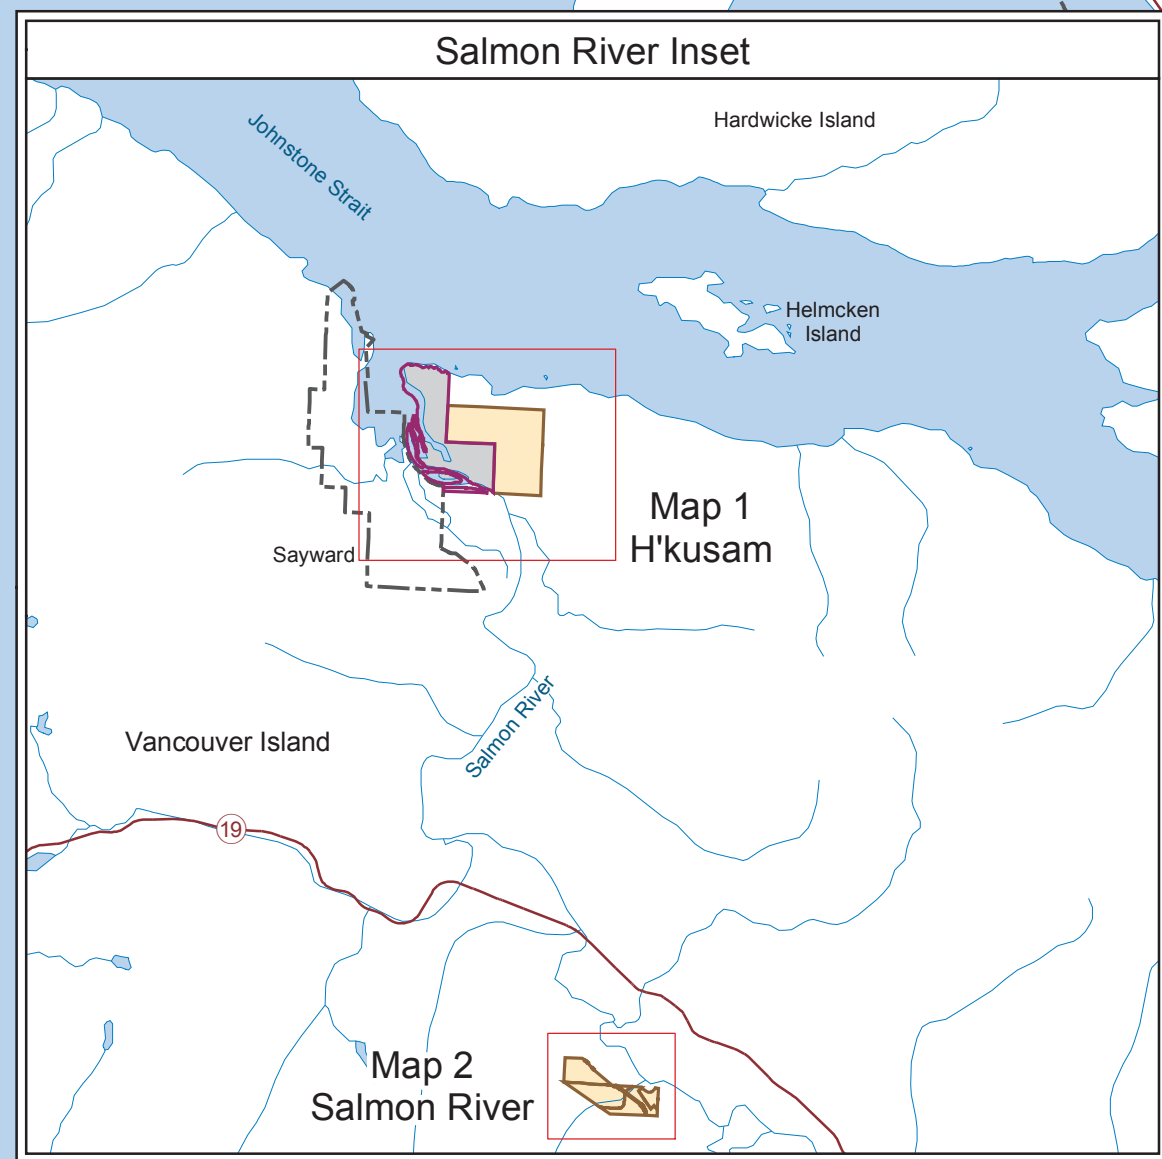 Salmon River Inset
Hardwicke Island
Johnstone Strait
Helmcken
Island
Map 1
H'kusam
Sayward
Salmon River
Vancouver Island
19
Map 2
Salmon River